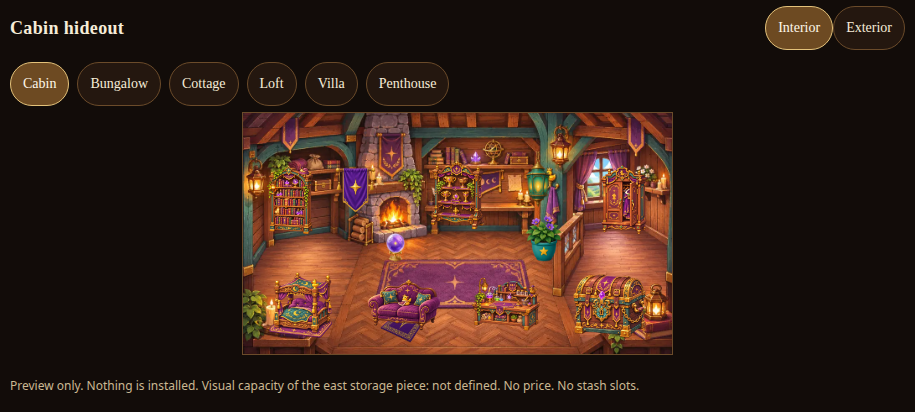 Cabin hideout
Interior Exterior
Cabin Bungalow Cottage Loft Villa Penthouse
Preview only. Nothing is installed. Visual capacity of the east storage piece: not defined. No price. No stash slots.